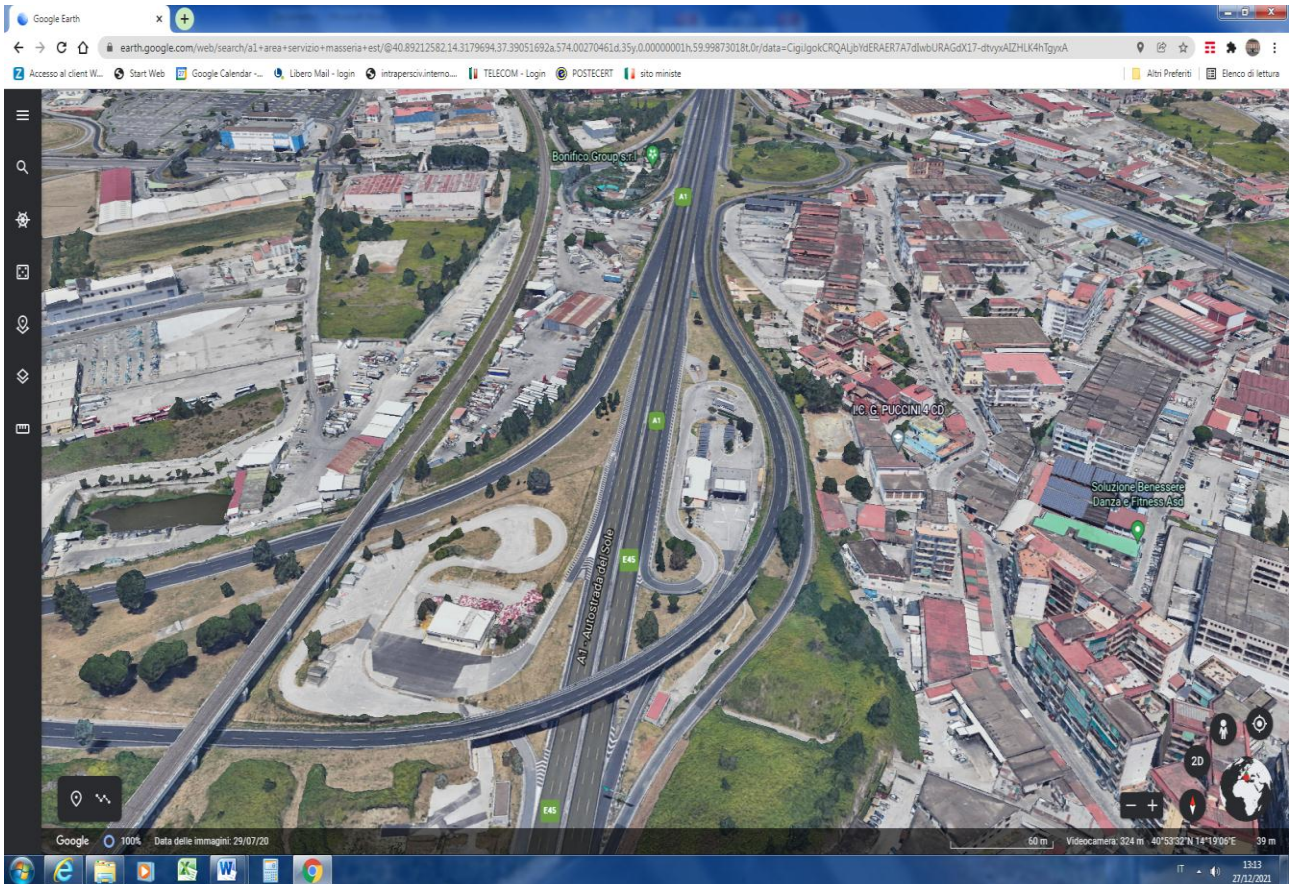 Google Earth
earth.google.com/web/search/a1+area+servizio+masseria+est/@40.89212582,14.3179694,37.39051692a,574.00270461d,35y,0.00000001h,59.99873018t,0r/data=CigiJgokCRQALjbYdERAER7A7dIwbURAGdX17-dtvyxAIZHLK4hTgyxA
Accesso al client W...
Start Web
Google Calendar -...
Libero Mail - login
intrapersciv.interno....
TELECOM - Login
POSTECERT
sito ministe
Altri Preferiti
Elenco di lettura
Bonifico Group s.r.l
A1
A1
I.C. G. PUCCINI 4 CD
Soluzione Benessere
Danza e Fitness Asd
A1 - Autostrada del Sole
E45
E45
2D
Google
100%
Data delle immagini: 29/07/20
60 m
Videocamera: 324 m
40°53'32"N 14°19'06"E
39 m
IT
13:13
27/12/2021